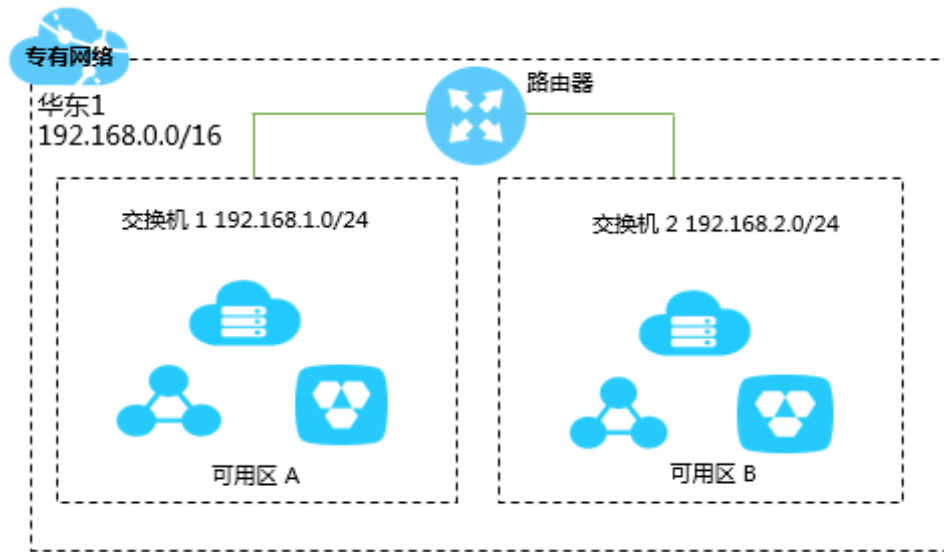 专有网络
路由器
华东1
192.168.0.0/16
交换机 1 192.168.1.0/24
交换机 2 192.168.2.0/24
可用区 A
可用区 B